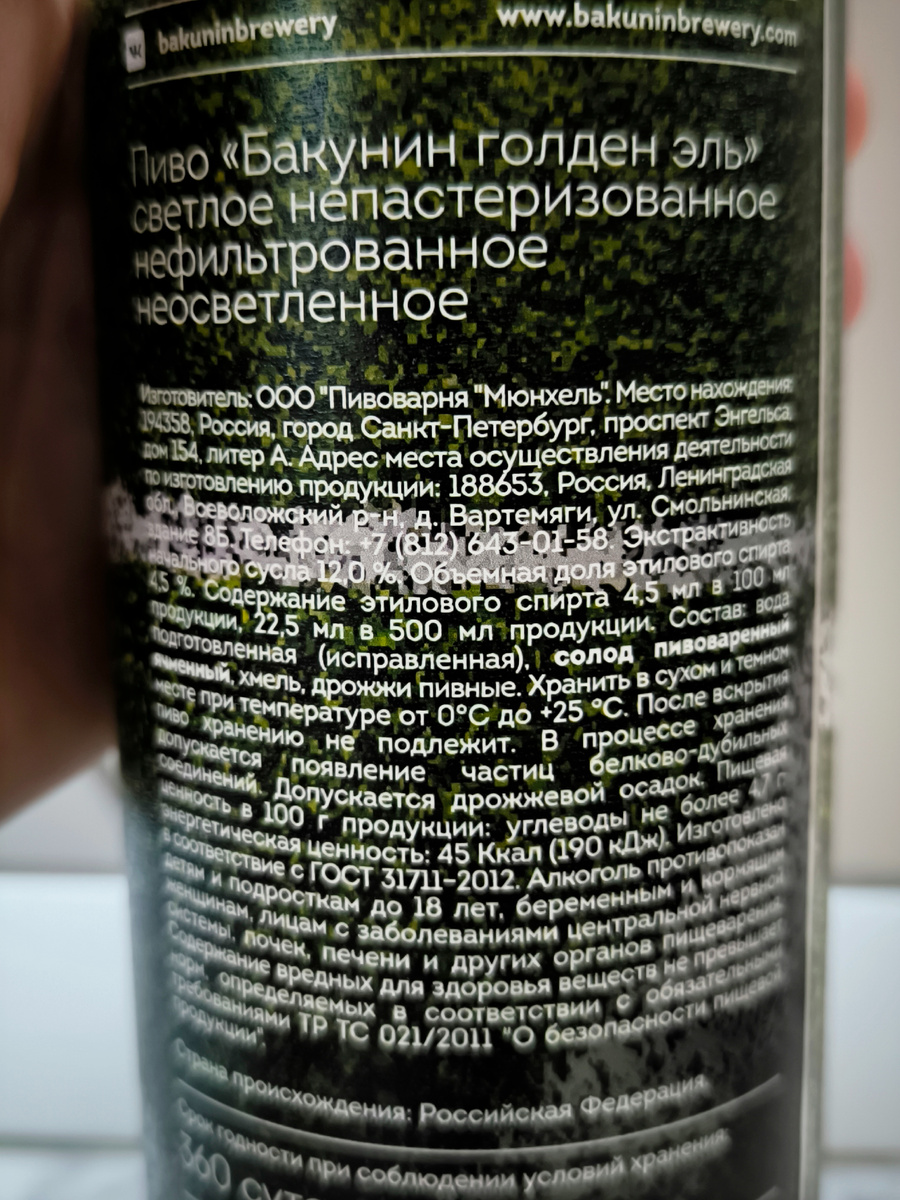 bakuninbrewery
www.bakuninbrewery.com
Пиво «Бакунин голден эль»
светлое непастеризованное
нефильтрованное
неосветленное
Изготовитель: ООО "Пивоварня "Мюнхель". Место нахождения:
194358, Россия, город Санкт-Петербург, проспект Энгельса,
дом 154, литер А. Адрес места осуществления деятельности
по изготовлению продукции: 188653, Россия, Ленинградская
обл., Всеволожский р-н, д. Вартемяги, ул. Смольнинская,
здание 8Б. Телефон: +7 (812) 643-01-58. Экстрактивность
начального сусла 12,0 %. Объемная доля этилового спирта
4,5 %. Содержание этилового спирта 4,5 мл в 100 мл
продукции, 22,5 мл в 500 мл продукции. Состав: вода
подготовленная (исправленная), солод пивоваренный
ячменный, хмель, дрожжи пивные. Хранить в сухом и темном
месте при температуре от 0°С до +25 °С. После вскрытия
пиво хранению не подлежит. В процессе хранения
допускается появление частиц белково-дубильных
соединений. Допускается дрожжевой осадок. Пищевая
ценность в 100 г продукции: углеводы не более 4,7 г,
энергетическая ценность: 45 Ккал (190 кДж). Изготовлено
в соответствие с ГОСТ 31711-2012. Алкоголь противопоказан
детям и подросткам до 18 лет, беременным и кормящим
женщинам, лицам с заболеваниями центральной нервной
системы, почек, печени и других органов пищеварения.
Содержание вредных для здоровья веществ не превышает
норм, определяемых в соответствии с обязательными
требованиями ТР ТС 021/2011 "О безопасности пищевой
продукции".
Страна происхождения: Российская Федерация.
Срок годности при соблюдении условий хранения:
360